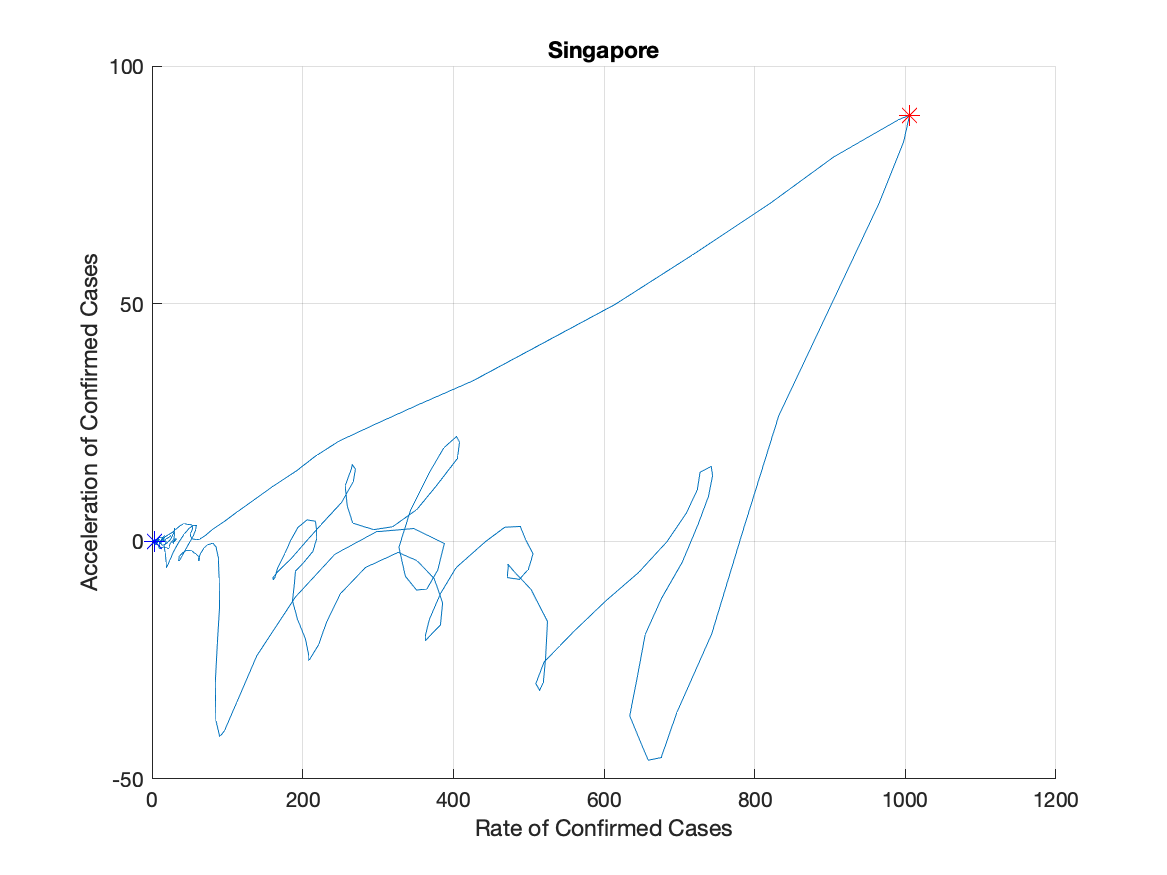 Singapore
100
50
0
-50
Acceleration of Confirmed Cases
0 200 400 600 800 1000 1200
Rate of Confirmed Cases